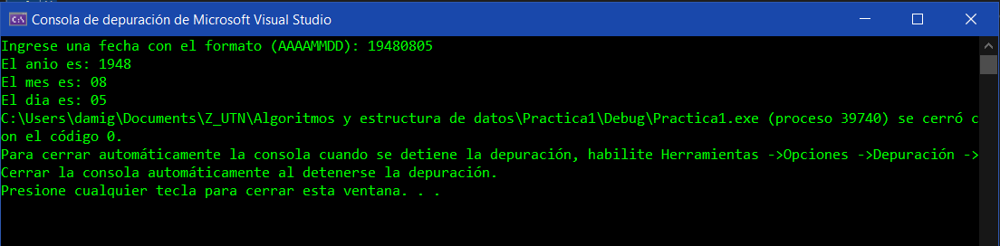 Consola de depuración de Microsoft Visual Studio
Ingrese una fecha con el formato (AAAAMMDD): 19480805
El anio es: 1948
El mes es: 08
El dia es: 05
C:\Users\damig\Documents\Z_UTN\Algoritmos y estructura de datos\Practica1\Debug\Practica1.exe (proceso 39740) se cerró c
on el código 0.
Para cerrar automáticamente la consola cuando se detiene la depuración, habilite Herramientas ->Opciones ->Depuración ->
Cerrar la consola automáticamente al detenerse la depuración.
Presione cualquier tecla para cerrar esta ventana. . .